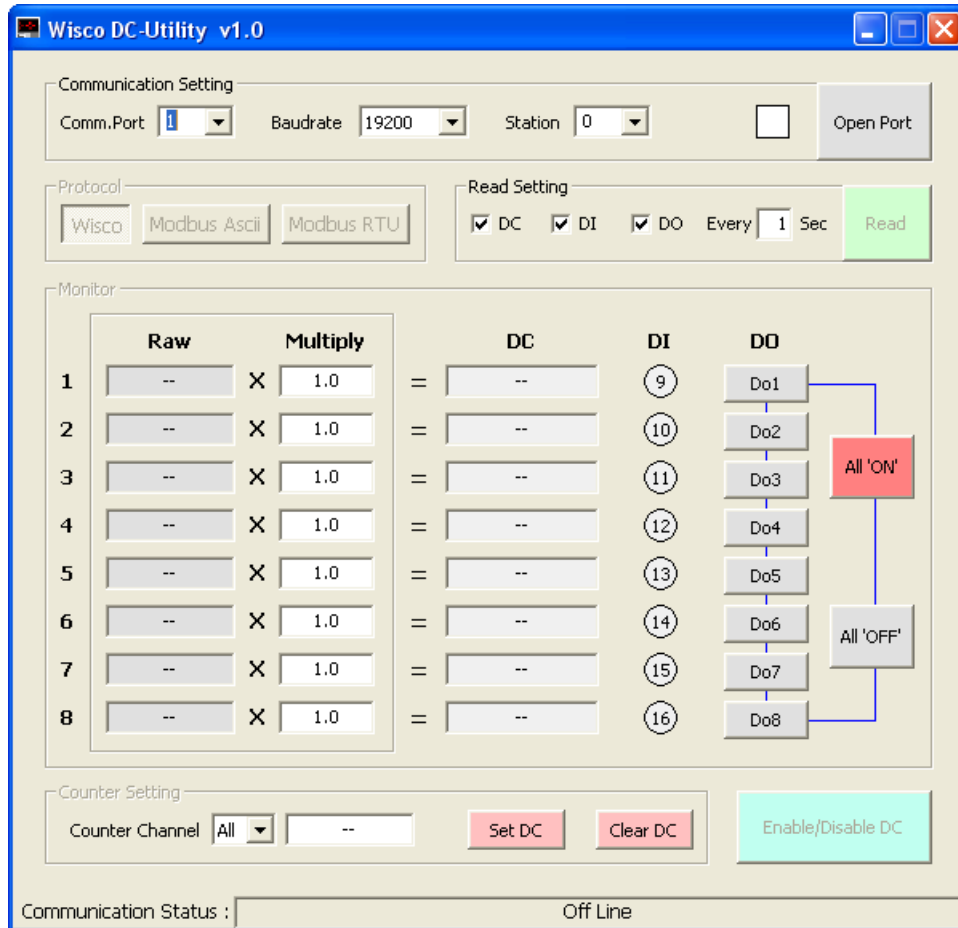 Wisco DC-Utility v1.0
Communication Setting
Comm.Port 1 Baudrate 19200 Station 0 Open Port
Protocol
Wisco Modbus Ascii Modbus RTU
Read Setting
DC DI DO Every 1 Sec Read
Monitor
Raw Multiply DC DI DO
1 -- X 1.0 = -- 9 Do1
2 -- X 1.0 = -- 10 Do2
3 -- X 1.0 = -- 11 Do3
All 'ON'
4 -- X 1.0 = -- 12 Do4
5 -- X 1.0 = -- 13 Do5
6 -- X 1.0 = -- 14 Do6
All 'OFF'
7 -- X 1.0 = -- 15 Do7
8 -- X 1.0 = -- 16 Do8
Counter Setting
Counter Channel All -- Set DC Clear DC Enable/Disable DC
Communication Status : Off Line